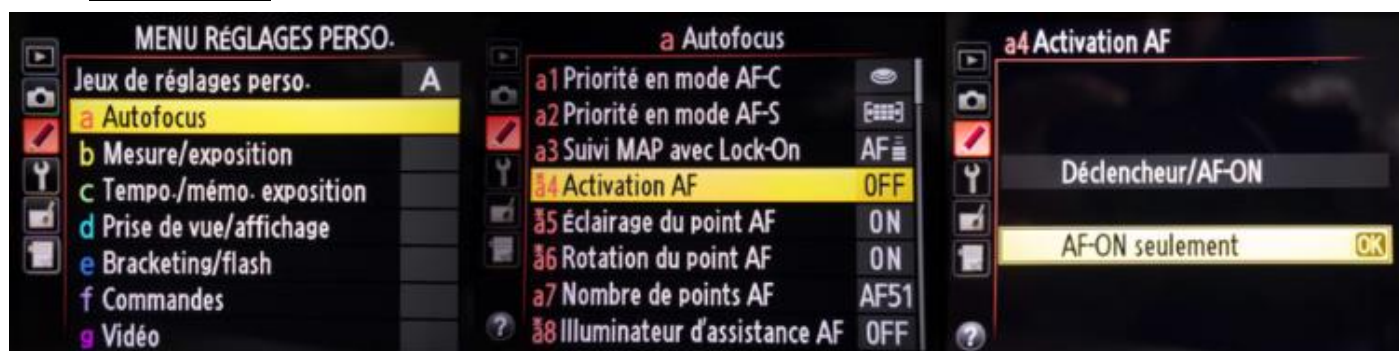 MENU RÉGLAGES PERSO.
Jeux de réglages perso. A
a Autofocus
b Mesure/exposition
c Tempo./mémo. exposition
d Prise de vue/affichage
e Bracketing/flash
f Commandes
g Vidéo
a Autofocus
a1 Priorité en mode AF-C
a2 Priorité en mode AF-S
a3 Suivi MAP avec Lock-On AF
a4 Activation AF OFF
a5 Éclairage du point AF ON
a6 Rotation du point AF ON
a7 Nombre de points AF AF51
a8 Illuminateur d'assistance AF OFF
?
a4 Activation AF
Déclencheur/AF-ON
AF-ON seulement OK
?